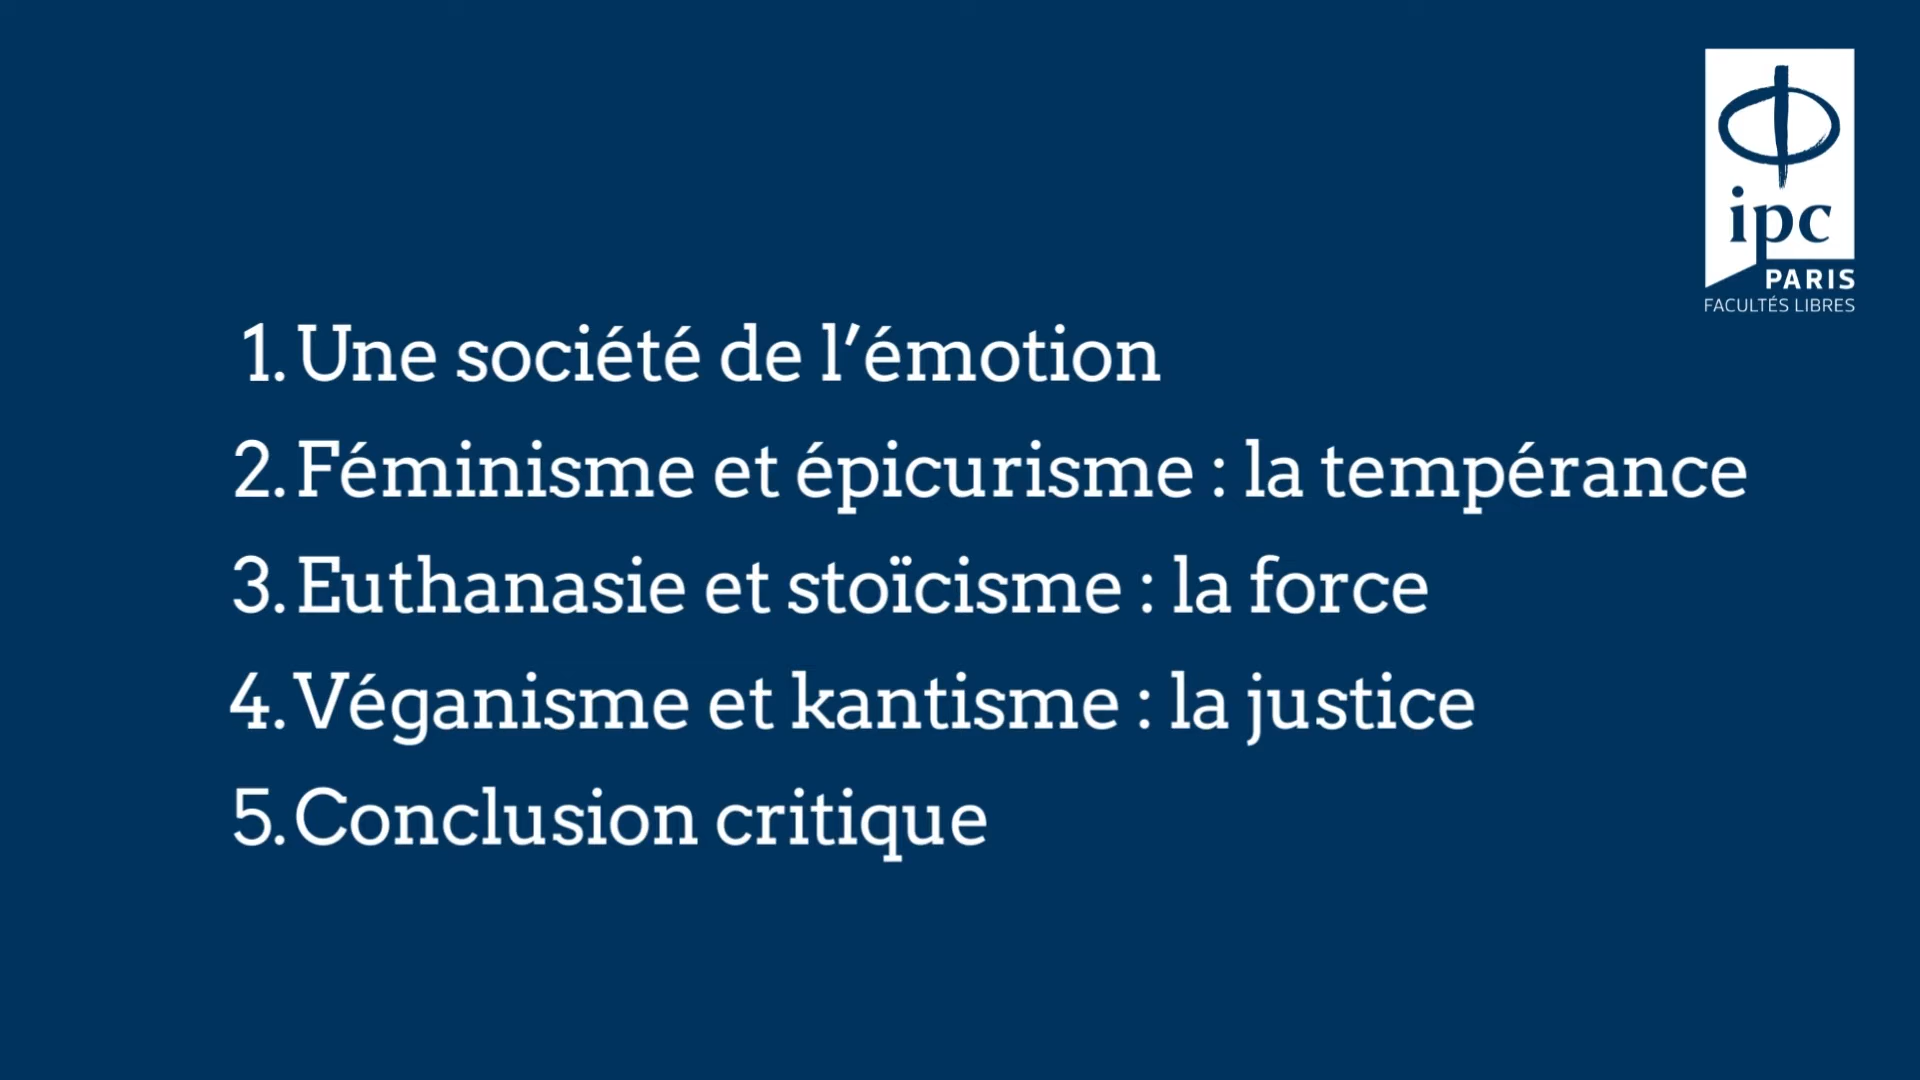 ipc
PARIS
FACULTÉS LIBRES
1. Une société de l’émotion
2. Féminisme et épicurisme : la tempérance
3. Euthanasie et stoïcisme : la force
4. Véganisme et kantisme : la justice
5. Conclusion critique